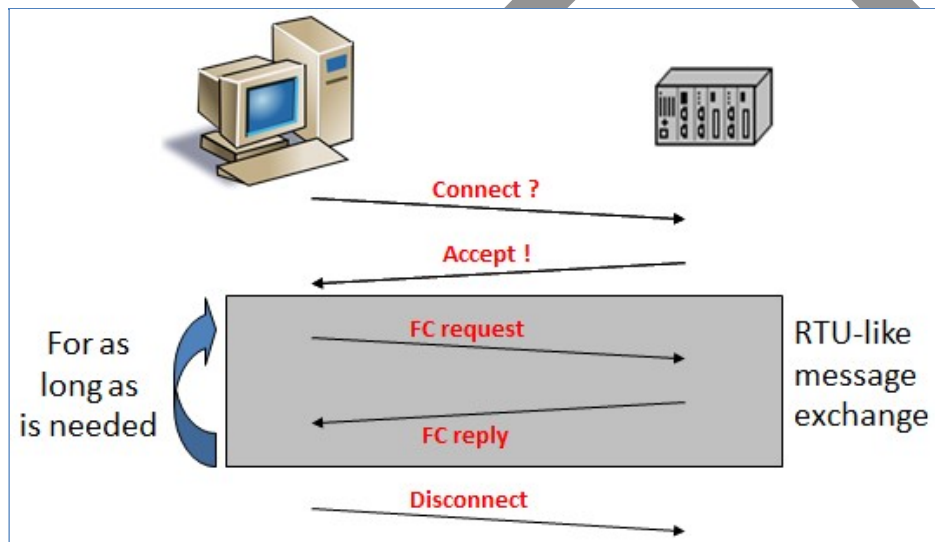 Connect ?
Accept !
For as
long as
is needed
FC request
FC reply
RTU-like
message
exchange
Disconnect